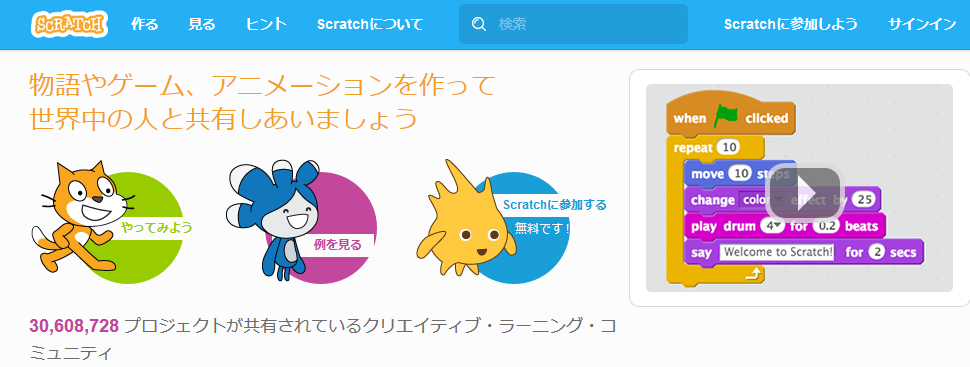 SCRATCH 作る 見る ヒント Scratchについて 検索 Scratchに参加しよう サインイン
物語やゲーム、アニメーションを作って
世界中の人と共有しあいましょう
やってみよう
例を見る
Scratchに参加する
無料です!
30,608,728 プロジェクトが共有されているクリエイティブ・ラーニング・コ
ミュニティ
when clicked
repeat 10
move 10 steps
change color effect by 25
play drum 4 for 0.2 beats
say Welcome to Scratch! for 2 secs